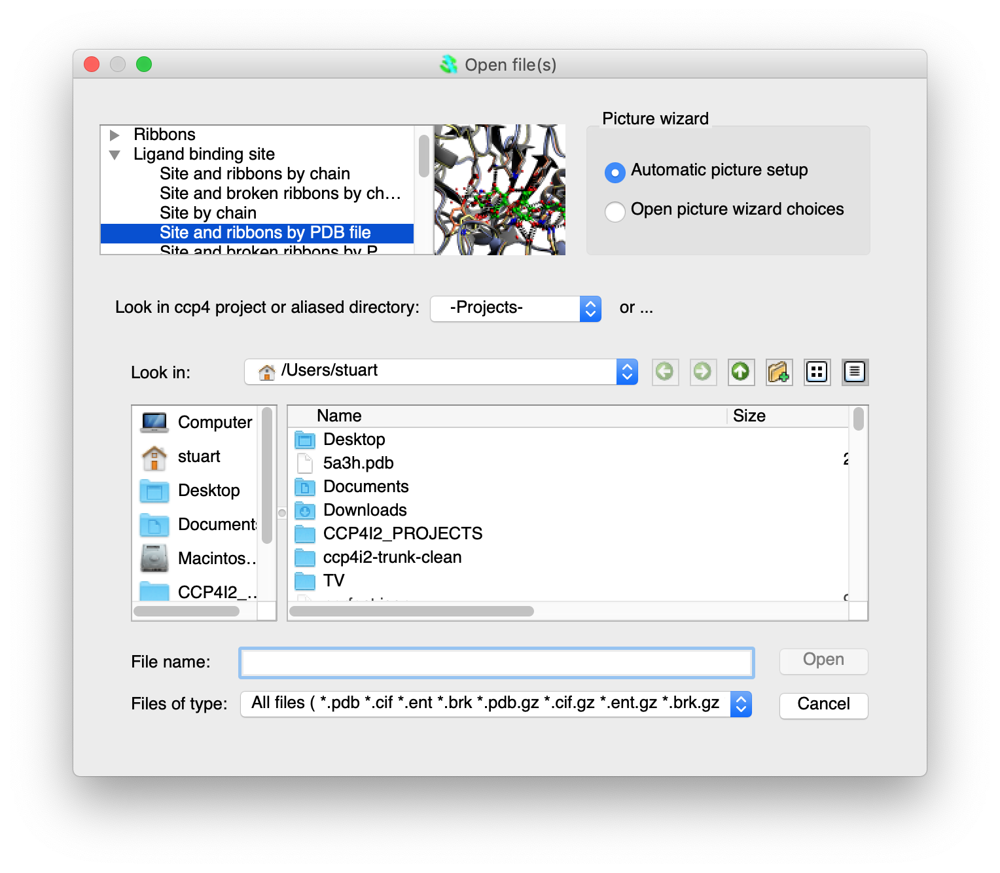 Open file(s)
Ribbons
Ligand binding site
Site and ribbons by chain
Site and broken ribbons by ch...
Site by chain
Site and ribbons by PDB file
Site and broken ribbons by P
Picture wizard
Automatic picture setup
Open picture wizard choices
Look in ccp4 project or aliased directory: -Projects- or ...
Look in: /Users/stuart
Computer
stuart
Desktop
Documents
Macintos...
CCP4I2_...
Name Size
Desktop
5a3h.pdb 2
Documents
Downloads
CCP4I2_PROJECTS
ccp4i2-trunk-clean
TV
File name: Open
Files of type: All files ( *.pdb *.cif *.ent *.brk *.pdb.gz *.cif.gz *.ent.gz *.brk.gz Cancel